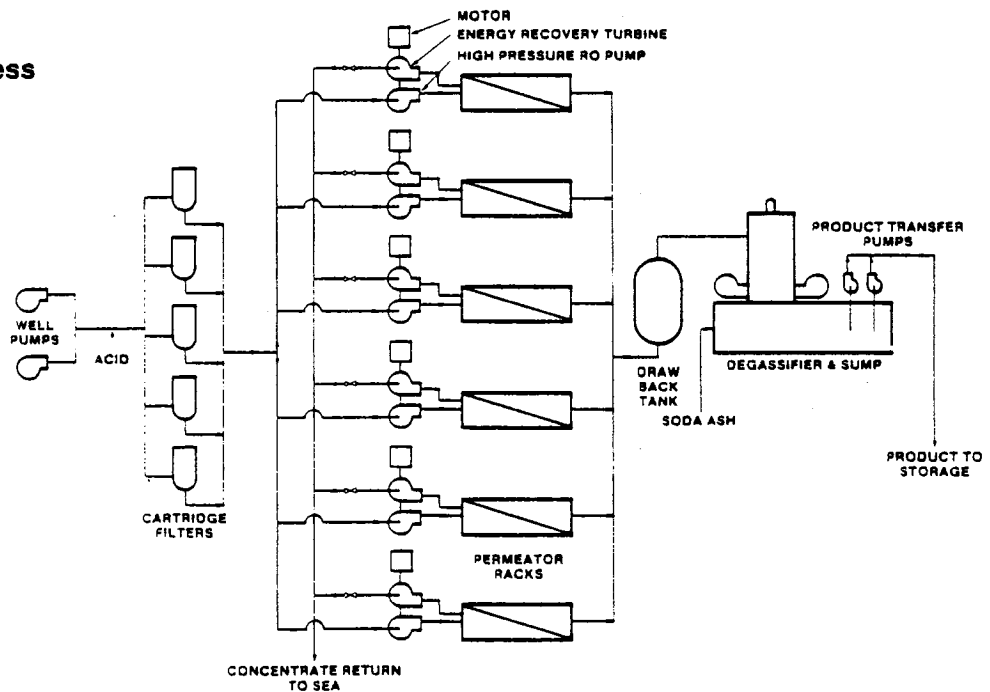 ess
MOTOR
ENERGY RECOVERY TURBINE
HIGH PRESSURE RO PUMP
PRODUCT TRANSFER
PUMPS
WELL
PUMPS
ACID
DRAW
BACK
TANK
DEGASSIFIER & SUMP
SODA ASH
PRODUCT TO
STORAGE
CARTRIDGE
FILTERS
PERMEATOR
RACKS
CONCENTRATE RETURN
TO SEA